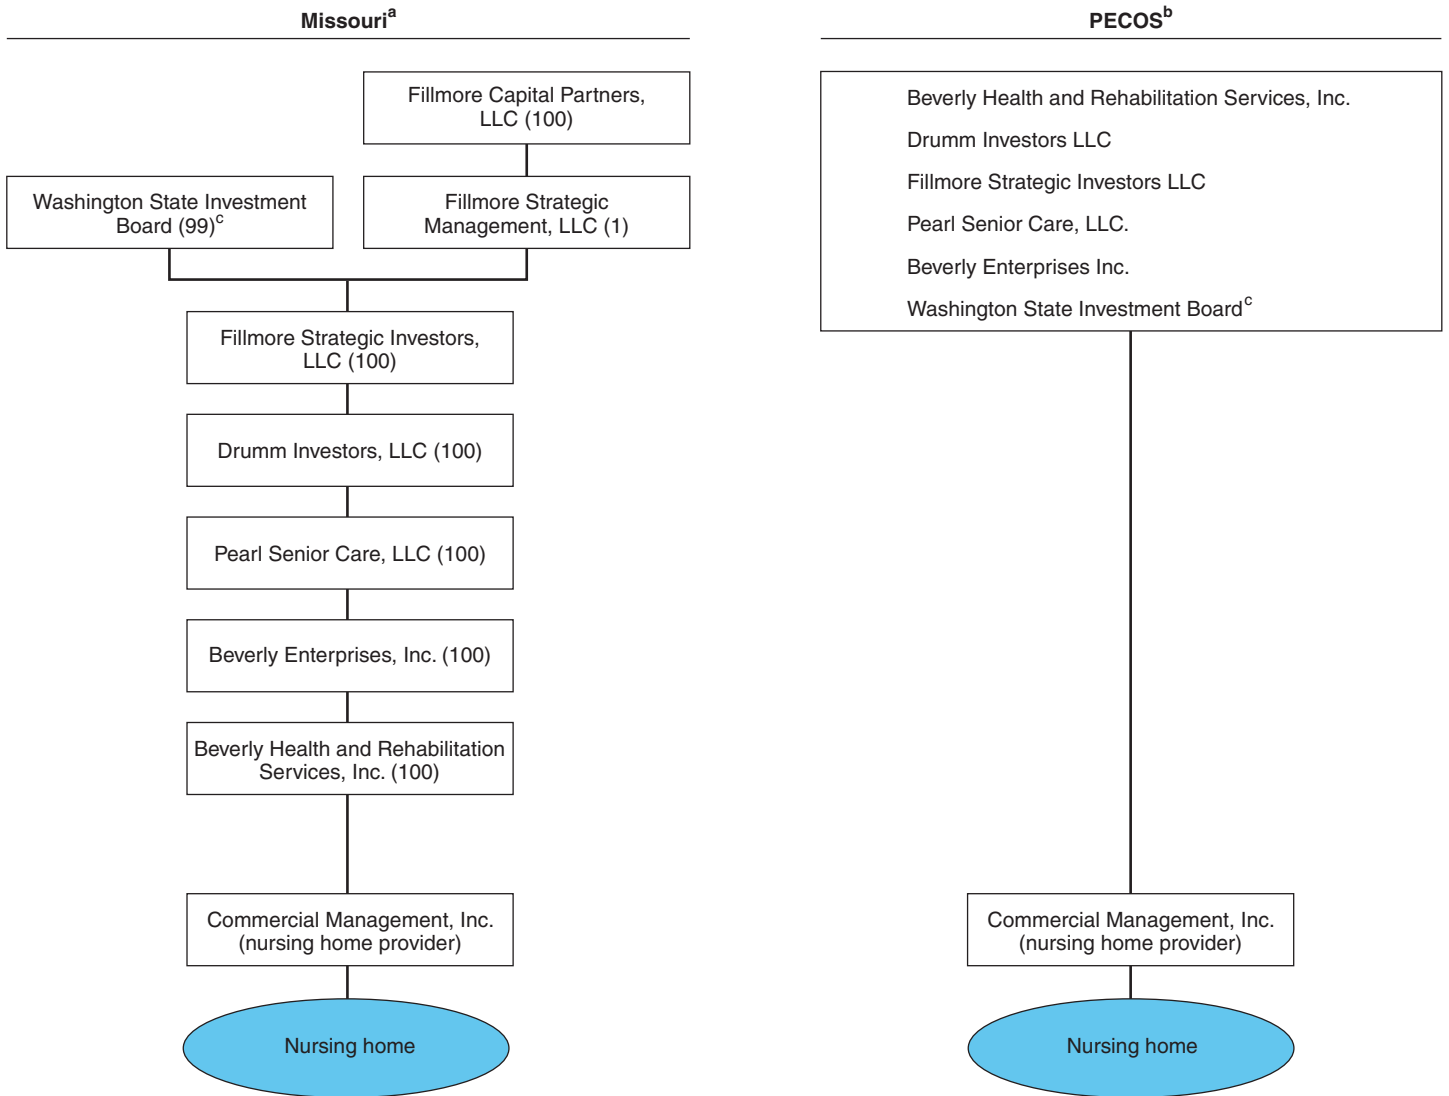 Missouri^a
Fillmore Capital Partners,
LLC (100)
Washington State Investment
Board (99)^c
Fillmore Strategic
Management, LLC (1)
Fillmore Strategic Investors,
LLC (100)
Drumm Investors, LLC (100)
Pearl Senior Care, LLC (100)
Beverly Enterprises, Inc. (100)
Beverly Health and Rehabilitation
Services, Inc. (100)
Commercial Management, Inc.
(nursing home provider)
Nursing home
PECOS^b
Beverly Health and Rehabilitation Services, Inc.
Drumm Investors LLC
Fillmore Strategic Investors LLC
Pearl Senior Care, LLC.
Beverly Enterprises Inc.
Washington State Investment Board^c
Commercial Management, Inc.
(nursing home provider)
Nursing home